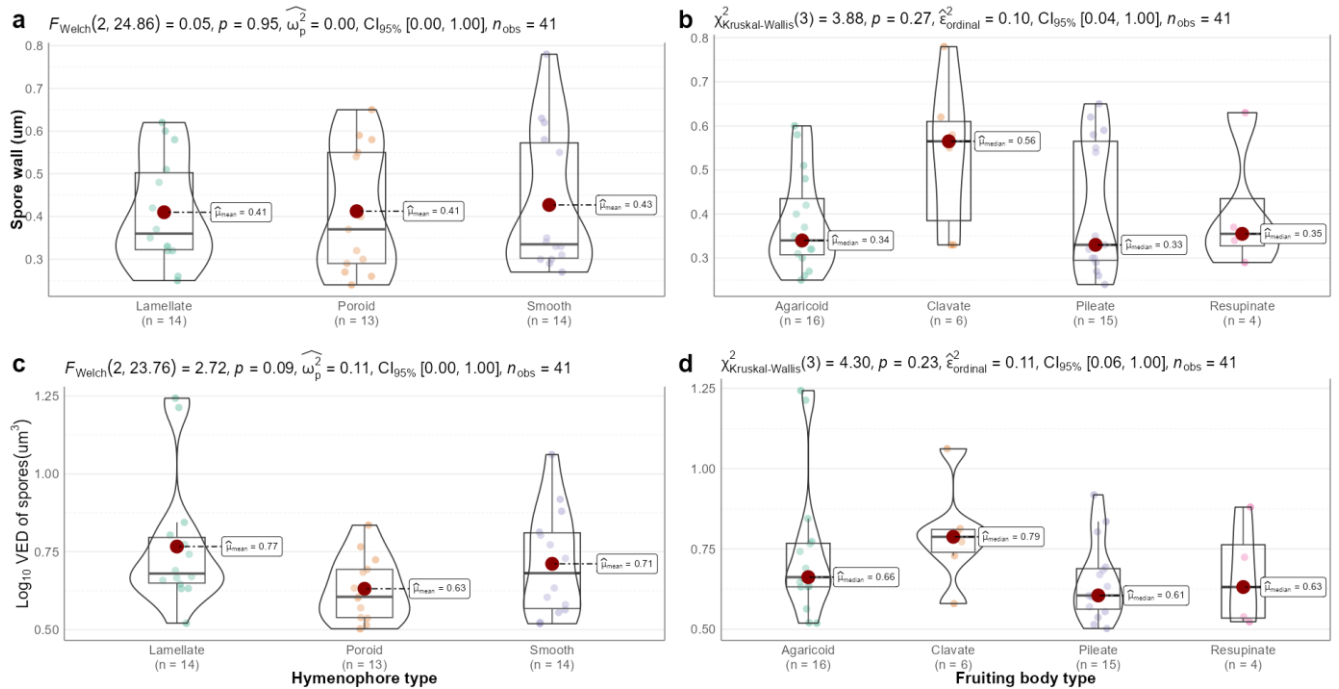 a
F_Welch(2, 24.86) = 0.05, p = 0.95, ω̂²_p = 0.00, CI_95% [0.00, 1.00], n_obs = 41
0.8
0.7
0.6
0.5
0.4
0.3
Spore wall (um)
μ̂_mean = 0.41
μ̂_mean = 0.41
μ̂_mean = 0.43
Lamellate
(n = 14)
Poroid
(n = 13)
Smooth
(n = 14)
b
χ²_Kruskal-Wallis(3) = 3.88, p = 0.27, ε̂²_ordinal = 0.10, CI_95% [0.04, 1.00], n_obs = 41
0.8
0.7
0.6
0.5
0.4
0.3
μ̂_median = 0.34
μ̂_median = 0.56
μ̂_median = 0.33
μ̂_median = 0.35
Agaricoid
(n = 16)
Clavate
(n = 6)
Pileate
(n = 15)
Resupinate
(n = 4)
c
F_Welch(2, 23.76) = 2.72, p = 0.09, ω̂²_p = 0.11, CI_95% [0.00, 1.00], n_obs = 41
1.25
1.00
0.75
0.50
Log₁₀ VED of spores(um³)
μ̂_mean = 0.77
μ̂_mean = 0.63
μ̂_mean = 0.71
Lamellate
(n = 14)
Poroid
(n = 13)
Smooth
(n = 14)
Hymenophore type
d
χ²_Kruskal-Wallis(3) = 4.30, p = 0.23, ε̂²_ordinal = 0.11, CI_95% [0.06, 1.00], n_obs = 41
1.25
1.00
0.75
0.50
μ̂_median = 0.66
μ̂_median = 0.79
μ̂_median = 0.61
μ̂_median = 0.63
Agaricoid
(n = 16)
Clavate
(n = 6)
Pileate
(n = 15)
Resupinate
(n = 4)
Fruiting body type